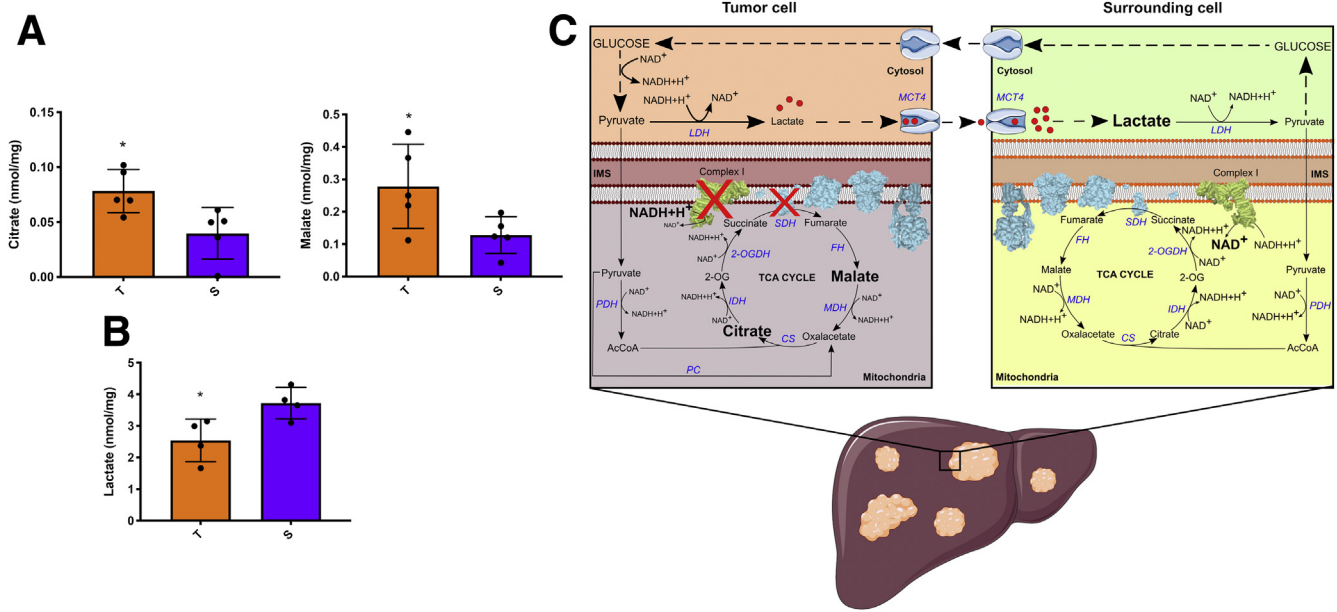 A
Citrate (nmol/mg)
0.15
0.10
0.05
0.00
*
T
S
Malate (nmol/mg)
0.5
0.4
0.3
0.2
0.1
0.0
*
T
S
B
Lactate (nmol/mg)
5
4
3
2
1
0
*
T
S
C
Tumor cell
GLUCOSE
NAD+
NADH+H+
Cytosol
NADH+H+
NAD+
MCT4
Pyruvate
LDH
Lactate
IMS
Complex I
NADH+H+
NAD+
Succinate
SDH
Fumarate
NADH+H+
NAD+
2-OGDH
FH
2-OG
TCA CYCLE
Malate
Pyruvate
PDH
NAD+
NADH+H+
NADH+H+
IDH
NAD+
MDH
NAD+
NADH+H+
Citrate
CS
Oxalacetate
AcCoA
PC
Mitochondria
Surrounding cell
GLUCOSE
Cytosol
MCT4
NAD+
NADH+H+
Lactate
LDH
Pyruvate
Complex I
IMS
Fumarate
SDH
Succinate
NADH+H+
NAD+
NADH+H+
FH
2-OGDH
NAD+
Malate
TCA CYCLE
2-OG
Pyruvate
NAD+
MDH
NADH+H+
IDH
NADH+H+
NAD+
NAD+
PDH
NADH+H+
Oxalacetate
CS
Citrate
AcCoA
Mitochondria